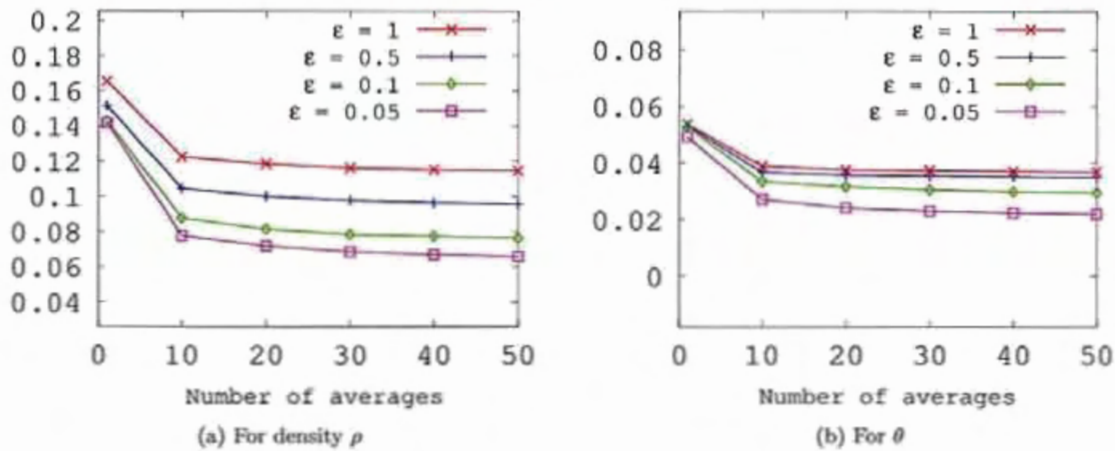 0.2
0.18
0.16
0.14
0.12
0.1
0.08
0.06
0.04
ε = 1
ε = 0.5
ε = 0.1
ε = 0.05
0 10 20 30 40 50
Number of averages
(a) For density ρ
0.08
0.06
0.04
0.02
0
ε = 1
ε = 0.5
ε = 0.1
ε = 0.05
0 10 20 30 40 50
Number of averages
(b) For θ